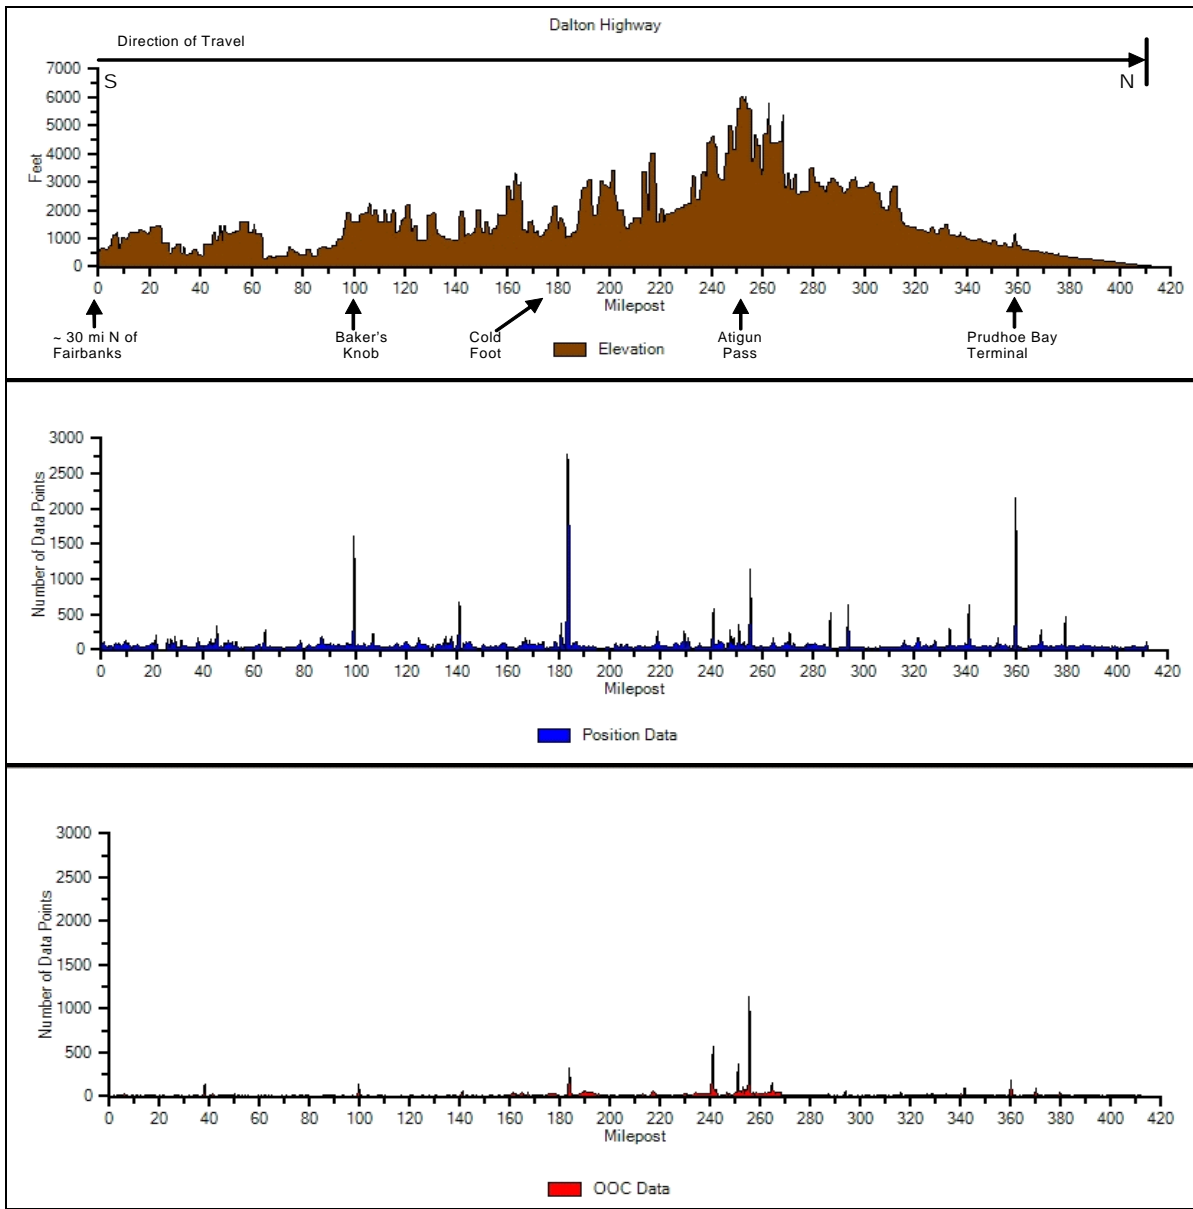 Dalton Highway
Direction of Travel
S
N
Feet
7000
6000
5000
4000
3000
2000
1000
0
0 20 40 60 80 100 120 140 160 180 200 220 240 260 280 300 320 340 360 380 400 420
Milepost
~ 30 mi N of
Fairbanks
Baker's
Knob
Cold
Foot
Atigun
Pass
Prudhoe Bay
Terminal
Elevation
Number of Data Points
3000
2500
2000
1500
1000
500
0
0 20 40 60 80 100 120 140 160 180 200 220 240 260 280 300 320 340 360 380 400 420
Milepost
Position Data
Number of Data Points
3000
2500
2000
1500
1000
500
0
0 20 40 60 80 100 120 140 160 180 200 220 240 260 280 300 320 340 360 380 400 420
Milepost
OOC Data